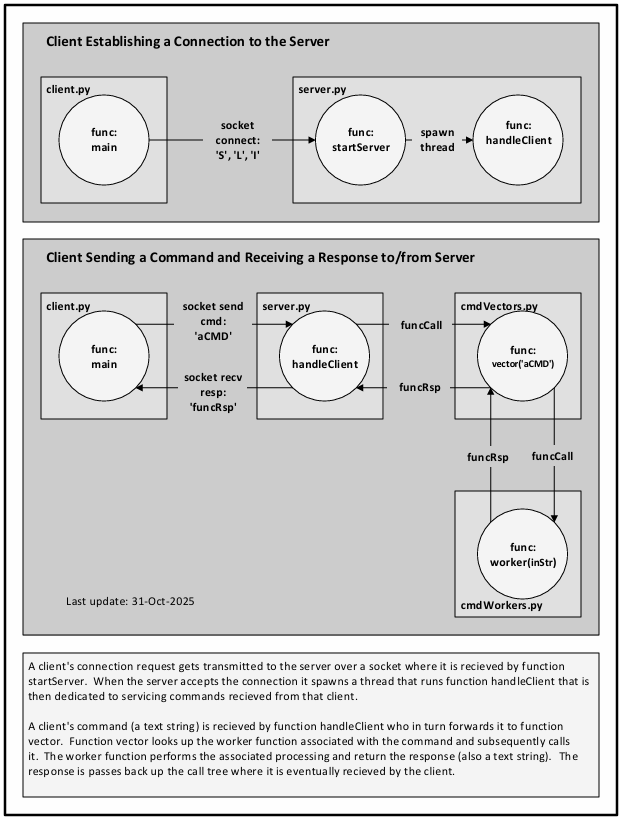 Client Establishing a Connection to the Server
client.py
func:
main
socket
connect:
'S', 'L', 'I'
server.py
func:
startServer
spawn
thread
func:
handleClient
Client Sending a Command and Receiving a Response to/from Server
client.py
func:
main
socket send
cmd:
'aCMD'
socket recv
resp:
'funcRsp'
server.py
func:
handleClient
funcCall
funcRsp
cmdVectors.py
func:
vector('aCMD')
funcRsp
funcCall
func:
worker(inStr)
cmdWorkers.py
Last update: 31-Oct-2025
A client's connection request gets transmitted to the server over a socket where it is recieved by function
startServer. When the server accepts the connection it spawns a thread that runs function handleClient that is
then dedicated to servicing commands recieved from that client.
A client's command (a text string) is recieved by function handleClient who in turn forwards it to function
vector. Function vector looks up the worker function associated with the command and subsequently calls
it. The worker function performs the associated processing and return the response (also a text string). The
response is passes back up the call tree where it is eventually recieved by the client.